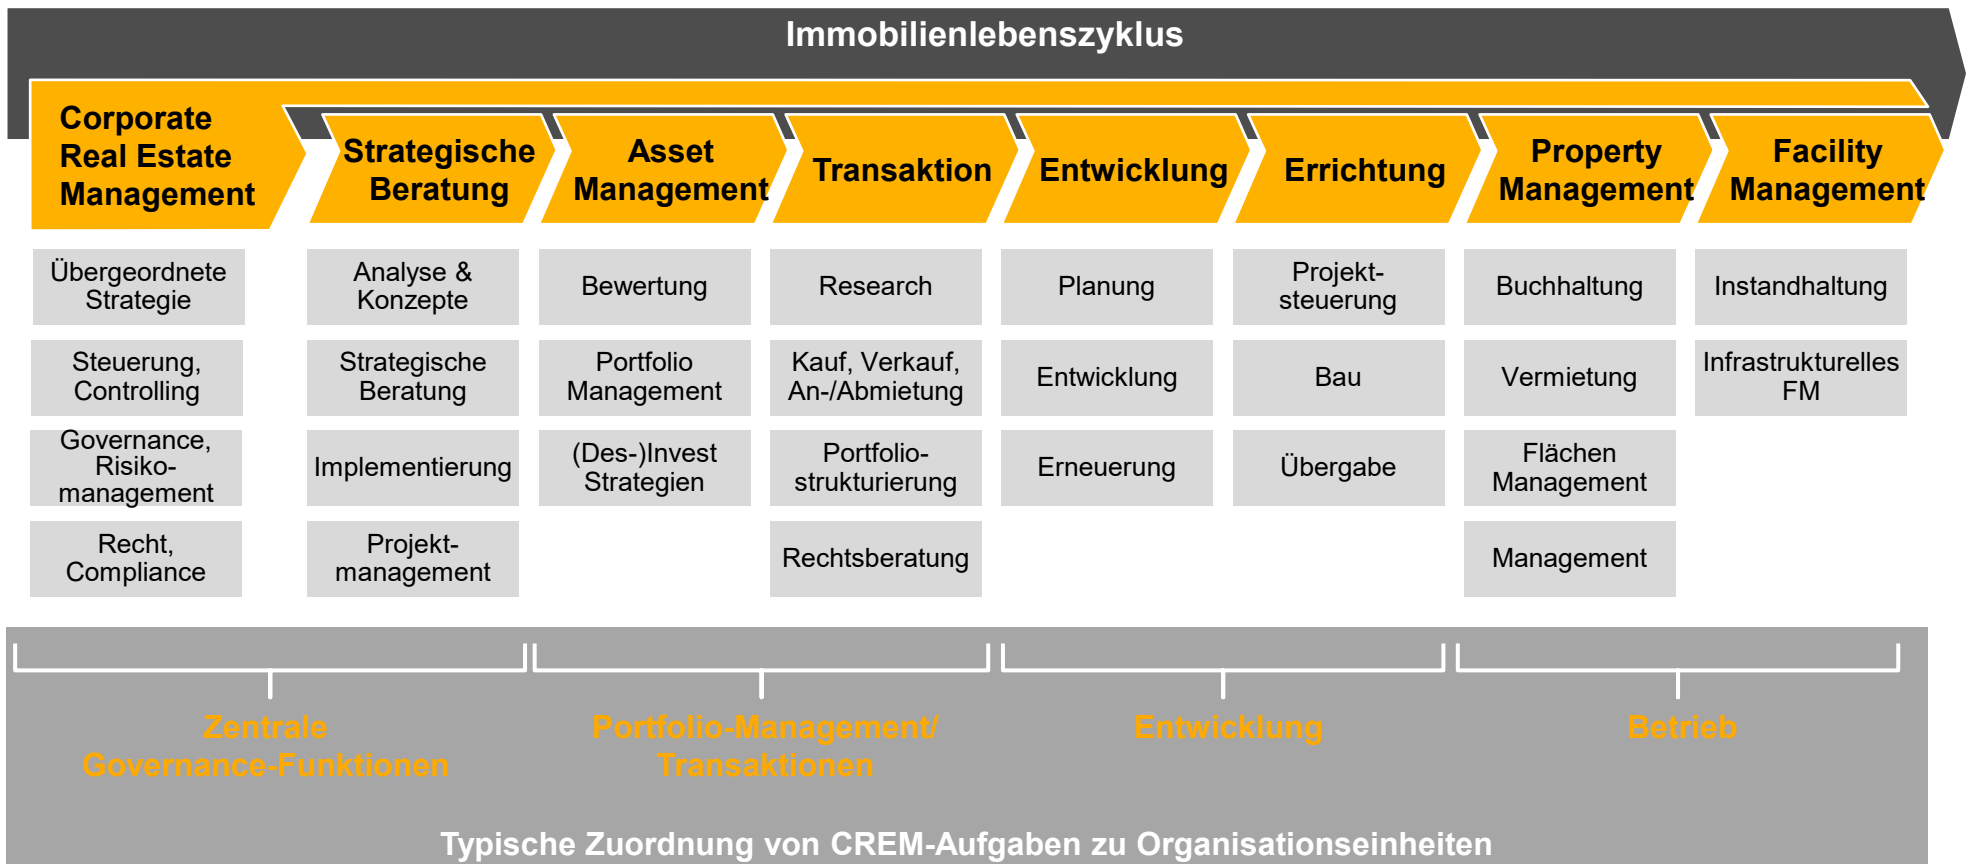 Immobilienlebenszyklus
Corporate
Real Estate
Management
Strategische
Beratung
Asset
Management
Transaktion
Entwicklung
Errichtung
Property
Management
Facility
Management
Übergeordnete
Strategie
Analyse &
Konzepte
Bewertung
Research
Planung
Projekt-
steuerung
Buchhaltung
Instandhaltung
Steuerung,
Controlling
Strategische
Beratung
Portfolio
Management
Kauf, Verkauf,
An-/Abmietung
Entwicklung
Bau
Vermietung
Infrastrukturelles
FM
Governance,
Risiko-
management
Implementierung
(Des-)Invest
Strategien
Portfolio-
strukturierung
Erneuerung
Übergabe
Flächen
Management
Recht,
Compliance
Projekt-
management
Rechtsberatung
Management
Zentrale
Governance-Funktionen
Portfolio-Management/
Transaktionen
Entwicklung
Betrieb
Typische Zuordnung von CREM-Aufgaben zu Organisationseinheiten